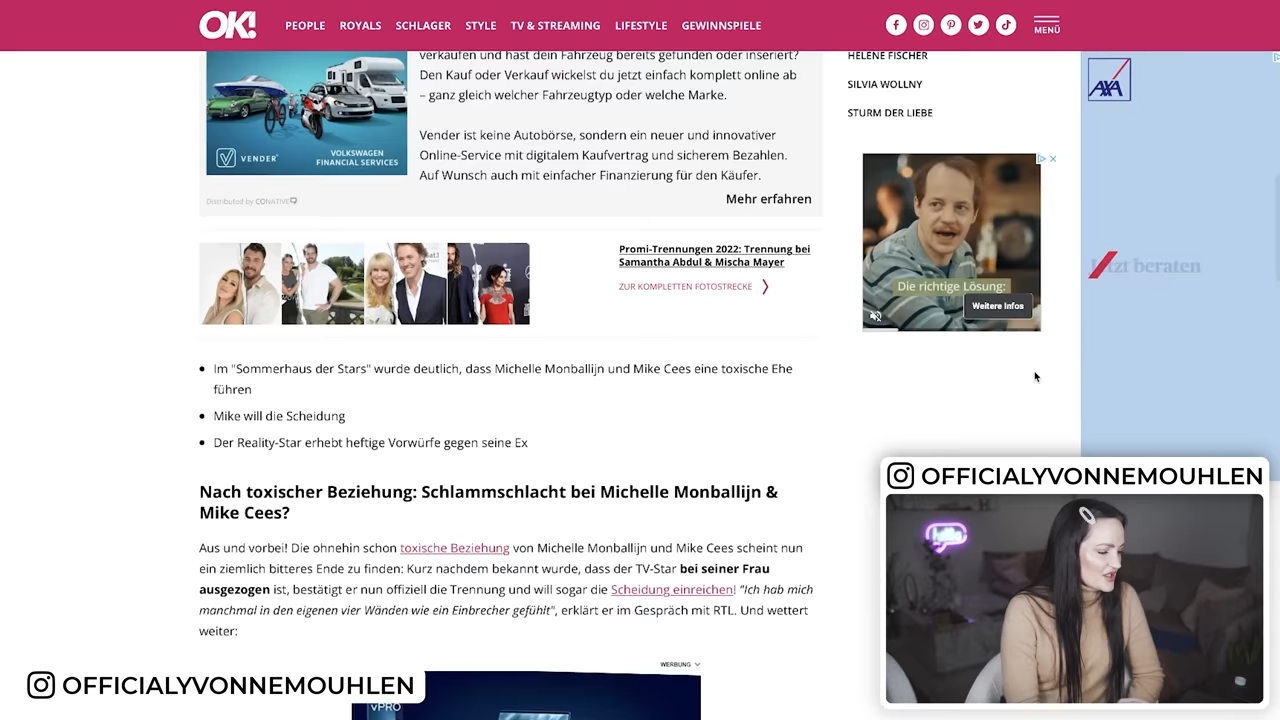 OK!
PEOPLE ROYALS SCHLAGER STYLE TV & STREAMING LIFESTYLE GEWINNSPIELE
MENÜ
verkaufen und hast dein Fahrzeug bereits gefunden oder inseriert?
Den Kauf oder Verkauf wickelst du jetzt einfach komplett online ab
– ganz gleich welcher Fahrzeugtyp oder welche Marke.
Vender ist keine Autobörse, sondern ein neuer und innovativer
Online-Service mit digitalem Kaufvertrag und sicherem Bezahlen.
Auf Wunsch auch mit einfacher Finanzierung für den Käufer.
VENDER
VOLKSWAGEN
FINANCIAL SERVICES
Distributed by CONATIVE
Mehr erfahren
HELENE FISCHER
SILVIA WOLLNY
STURM DER LIEBE
AXA
Die richtige Lösung:
Weitere Infos
beraten
Promi-Trennungen 2022: Trennung bei
Samantha Abdul & Mischa Mayer
ZUR KOMPLETTEN FOTOSTRECKE
Im "Sommerhaus der Stars" wurde deutlich, dass Michelle Monballijn und Mike Cees eine toxische Ehe
führen
Mike will die Scheidung
Der Reality-Star erhebt heftige Vorwürfe gegen seine Ex
Nach toxischer Beziehung: Schlammschlacht bei Michelle Monballijn &
Mike Cees?
Aus und vorbei! Die ohnehin schon toxische Beziehung von Michelle Monballijn und Mike Cees scheint nun
ein ziemlich bitteres Ende zu finden: Kurz nachdem bekannt wurde, dass der TV-Star bei seiner Frau
ausgezogen ist, bestätigt er nun offiziell die Trennung und will sogar die Scheidung einreichen! "Ich hab mich
manchmal in den eigenen vier Wänden wie ein Einbrecher gefühlt", erklärt er im Gespräch mit RTL. Und wettert
weiter:
WERBUNG
VPRO
OFFICIALYVONNEMOUHLEN
OFFICIALYVONNEMOUHLEN
hello